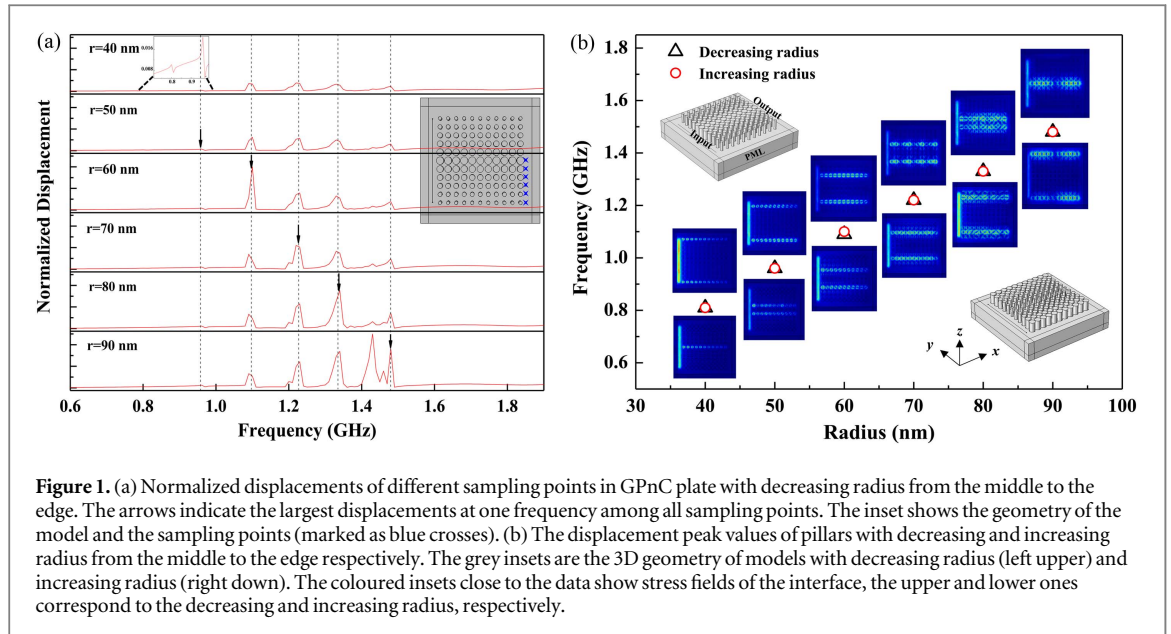 (a)
r=40 nm
0.016
0.008
0.8 0.9
r=50 nm
r=60 nm
r=70 nm
r=80 nm
r=90 nm
Normalized Displacement
0.6 0.8 1.0 1.2 1.4 1.6 1.8
Frequency (GHz)
(b)
Decreasing radius
Increasing radius
Input
Output
PML
y z x
1.8
1.6
1.4
1.2
1.0
0.8
0.6
Frequency (GHz)
30 40 50 60 70 80 90 100
Radius (nm)
Figure 1. (a) Normalized displacements of different sampling points in GPnC plate with decreasing radius from the middle to the
edge. The arrows indicate the largest displacements at one frequency among all sampling points. The inset shows the geometry of the
model and the sampling points (marked as blue crosses). (b) The displacement peak values of pillars with decreasing and increasing
radius from the middle to the edge respectively. The grey insets are the 3D geometry of models with decreasing radius (left upper) and
increasing radius (right down). The coloured insets close to the data show stress fields of the interface, the upper and lower ones
correspond to the decreasing and increasing radius, respectively.